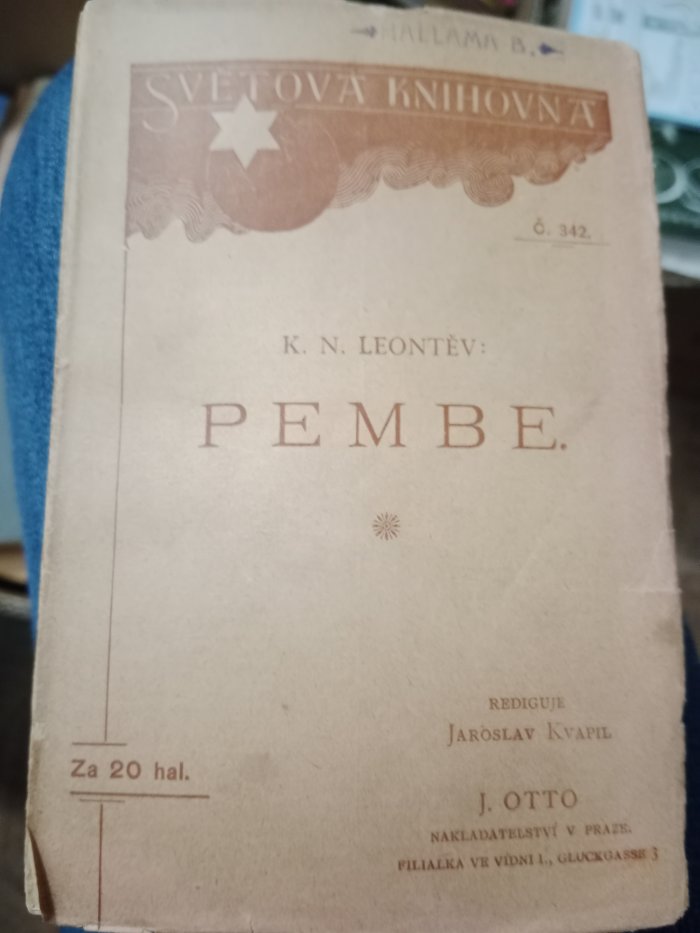 HALLAMA B.
SVĚTOVÁ KNIHOVNA
Č. 342.
K. N. LEONTĚV:
PEMBE.
REDIGUJE
JAROSLAV KVAPIL
Za 20 hal.
J. OTTO
NAKLADATELSTVÍ V PRAZE.
FILIALKA VE VÍDNI I., GLUCKGASSE 3